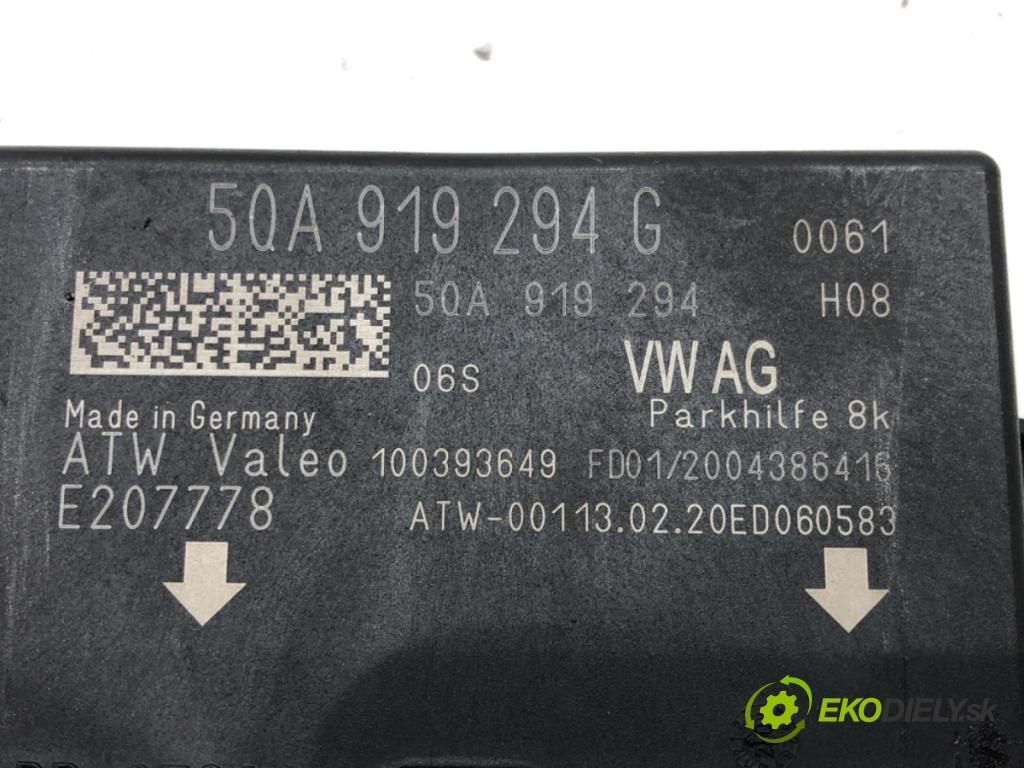 5QA 919 294 G
0061
5QA 919 294
H08
06S
VW AG
Made in Germany
Parkhilfe 8k
ATW Valeo 100393649 FD01/2004386416
E207778
ATW-00113.02.20ED060583
EKODIELY.sk